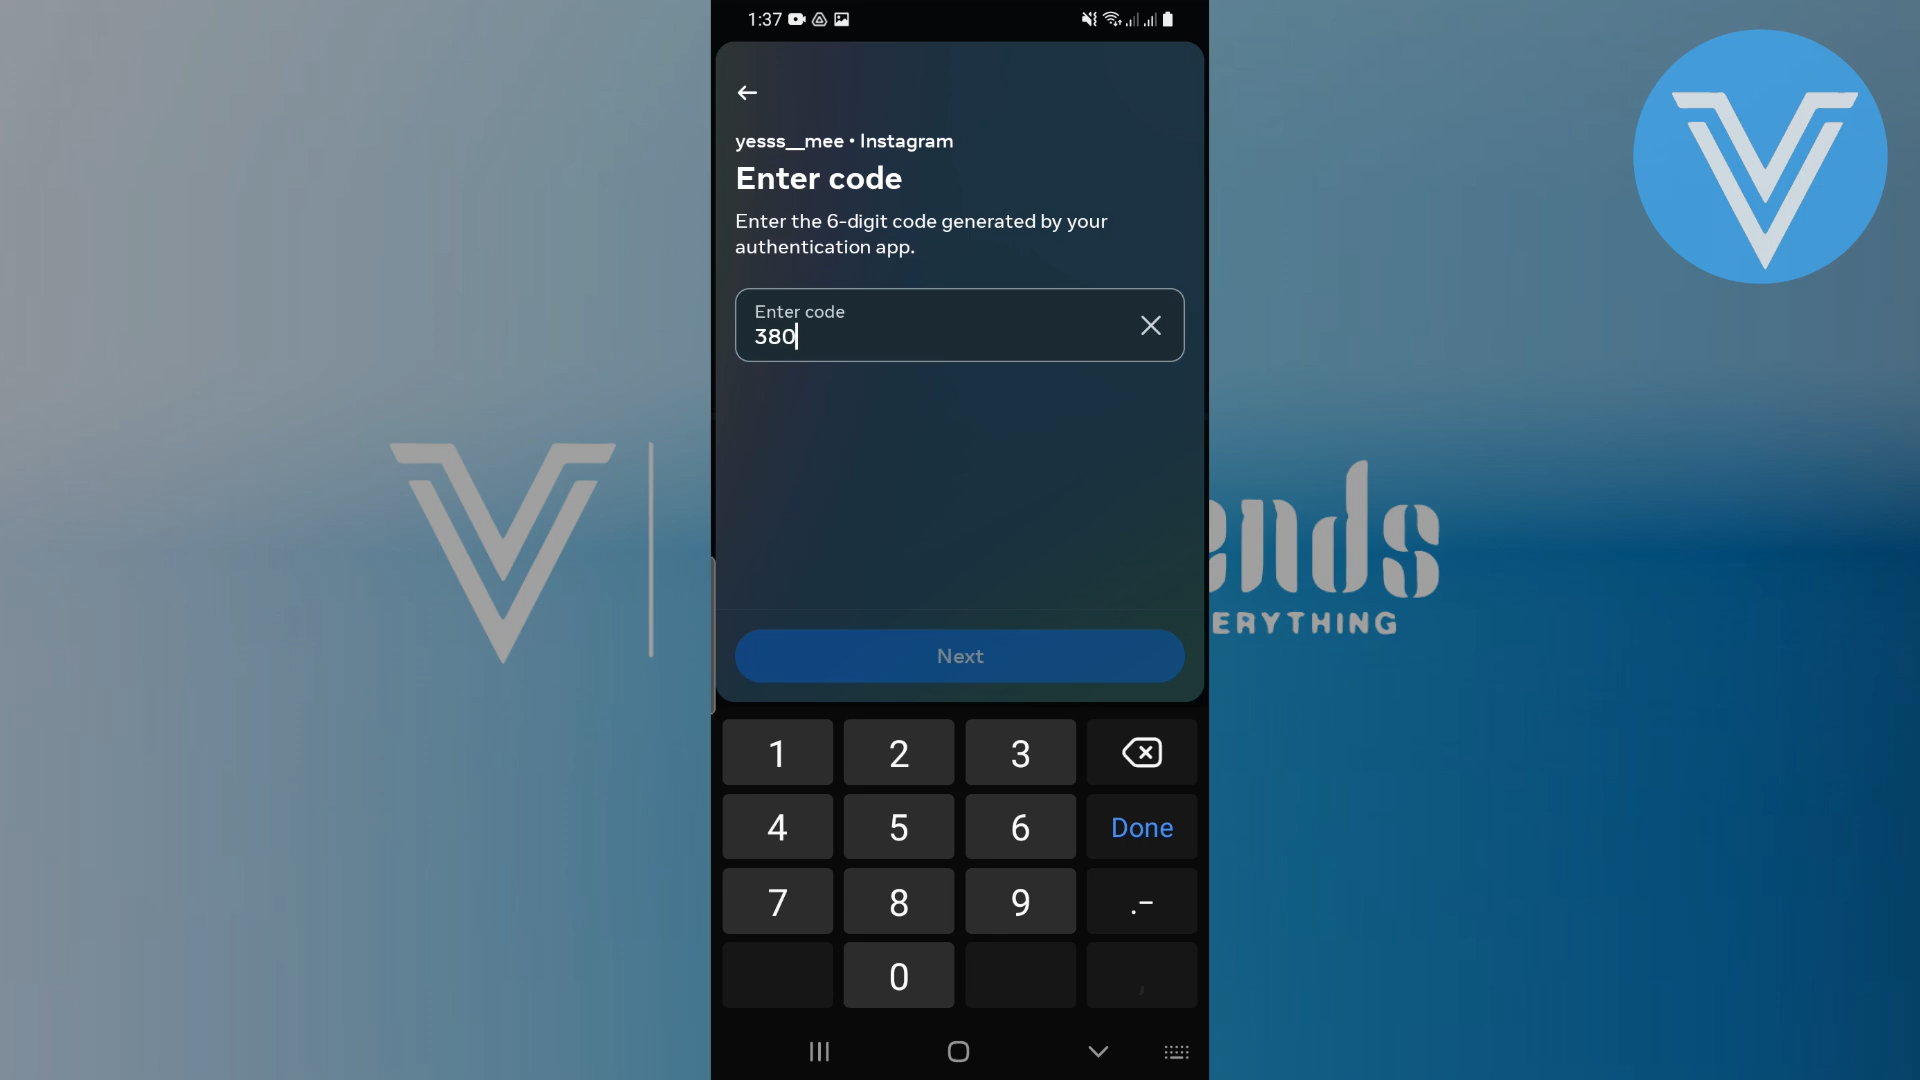 1:37
yesss__mee • Instagram
Enter code
Enter the 6-digit code generated by your
authentication app.
Enter code
380
Next
1 2 3
4 5 6 Done
7 8 9 .-
0 ,
ends
ERYTHING